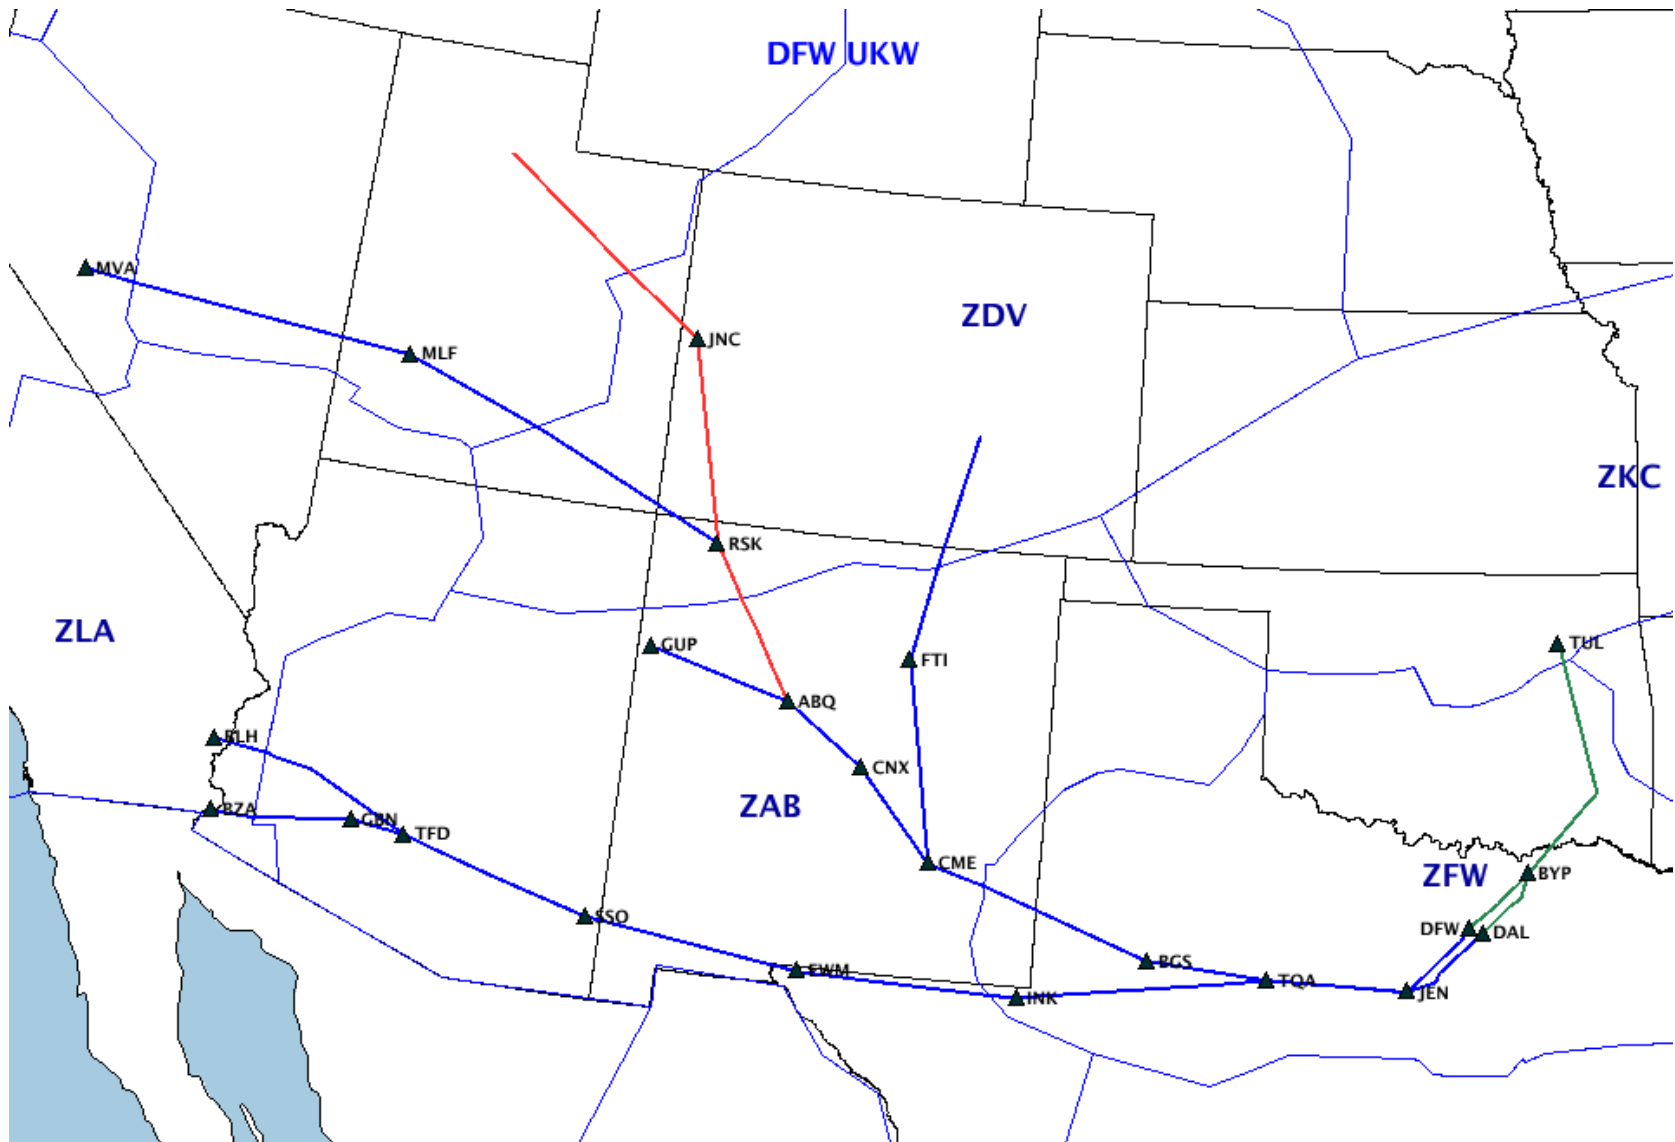 DFW UKW
MVA
ZDV
JNC
MLF
ZKC
RSK
ZLA
GUP
FTI
TUL
ABQ
BLH
CNX
ZAB
BZA
GBN
TFD
CME
ZFW
BYP
SSO
DFW
DAL
EWM
BGS
TQA
INK
JEN